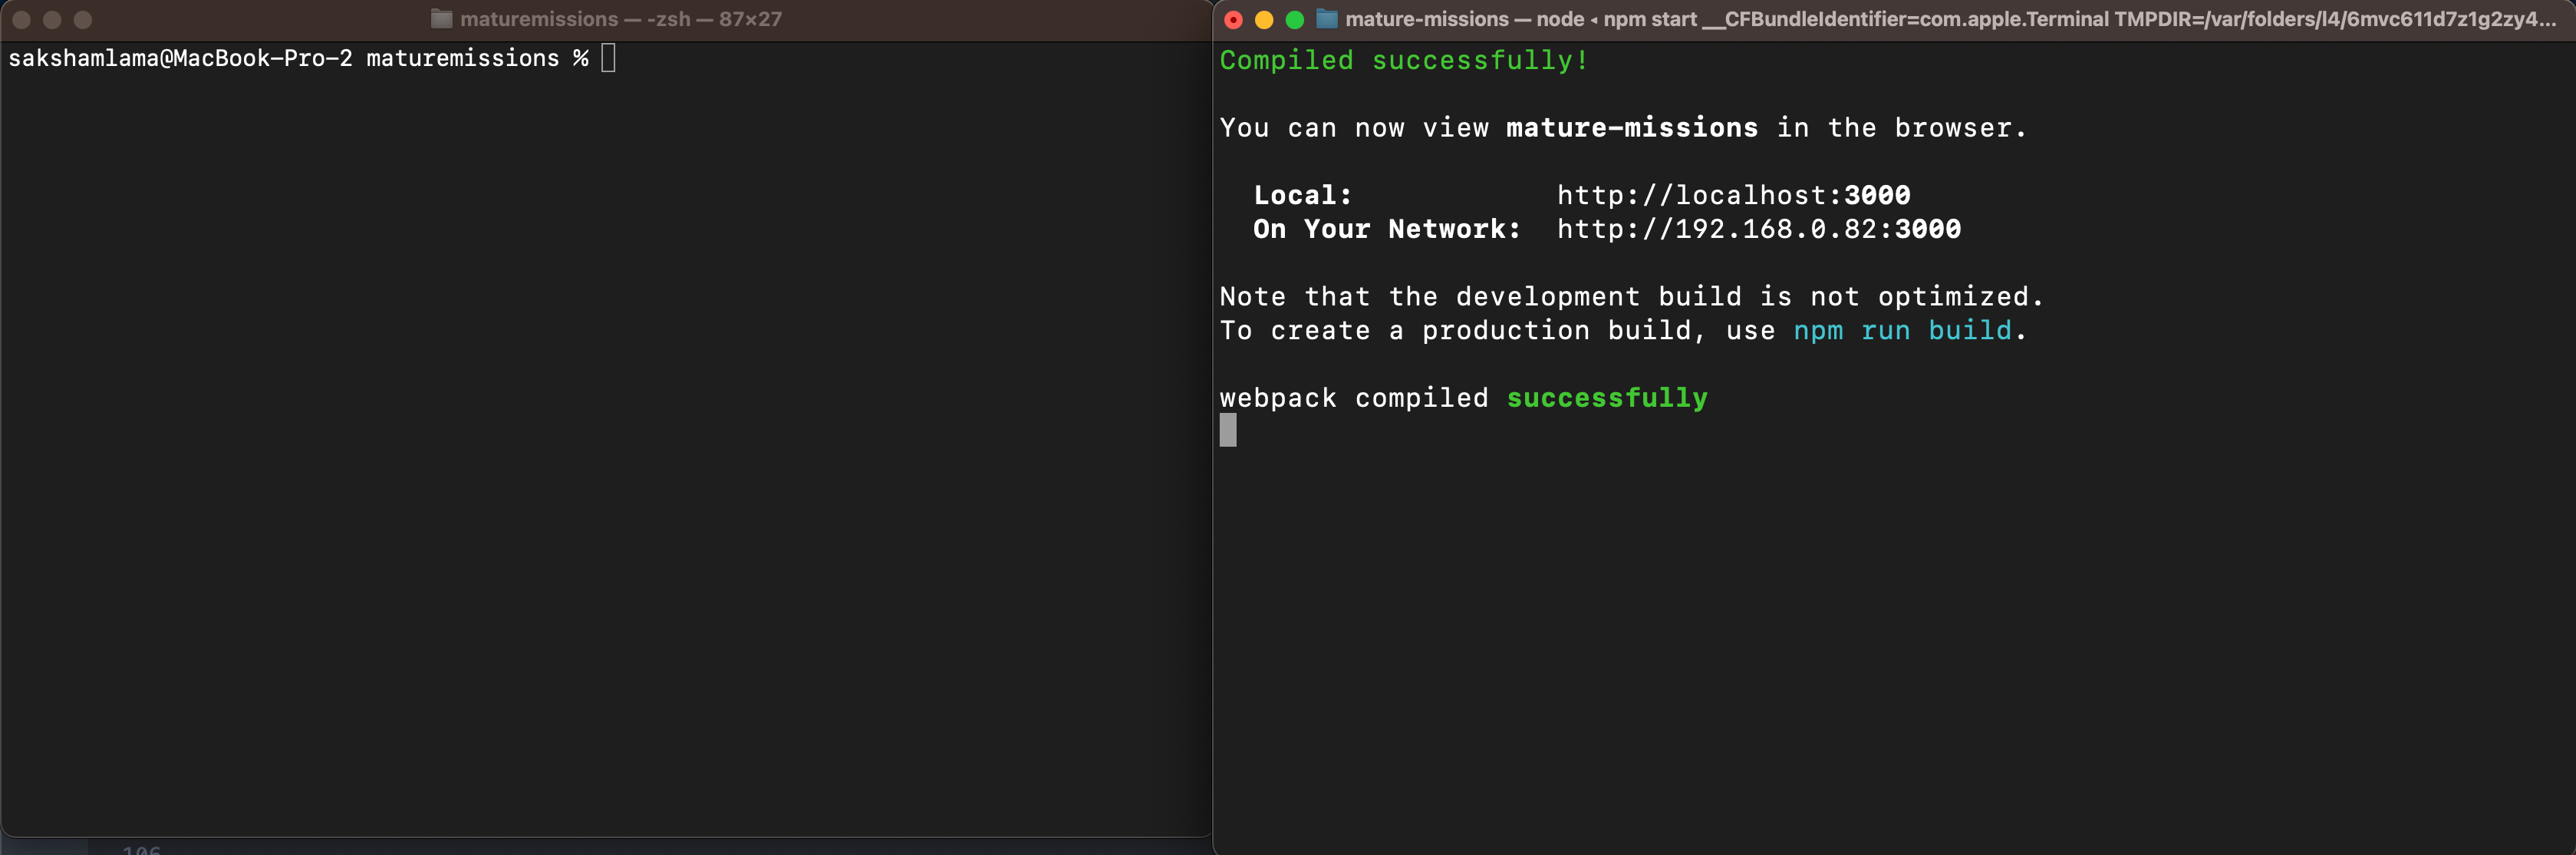 maturemissions — -zsh — 87×27
sakshamlama@MacBook-Pro-2 maturemissions %
mature-missions — node ◂ npm start __CFBundleIdentifier=com.apple.Terminal TMPDIR=/var/folders/l4/6mvc611d7z1g2zy4...
Compiled successfully!
You can now view mature-missions in the browser.
Local: http://localhost:3000
On Your Network: http://192.168.0.82:3000
Note that the development build is not optimized.
To create a production build, use npm run build.
webpack compiled successfully
106